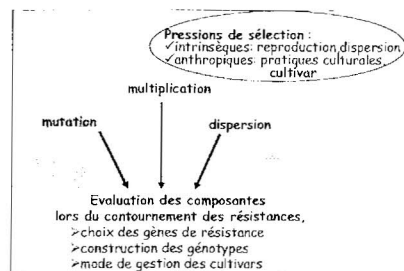 Pressions de sélection :
✓intrinsèques: reproduction dispersion
✓anthropiques: pratiques culturales,
cultivar
multiplication
mutation
dispersion
Evaluation des composantes
lors du contournement des résistances,
➢choix des gènes de résistance
➢construction des génotypes
➢mode de gestion des cultivars